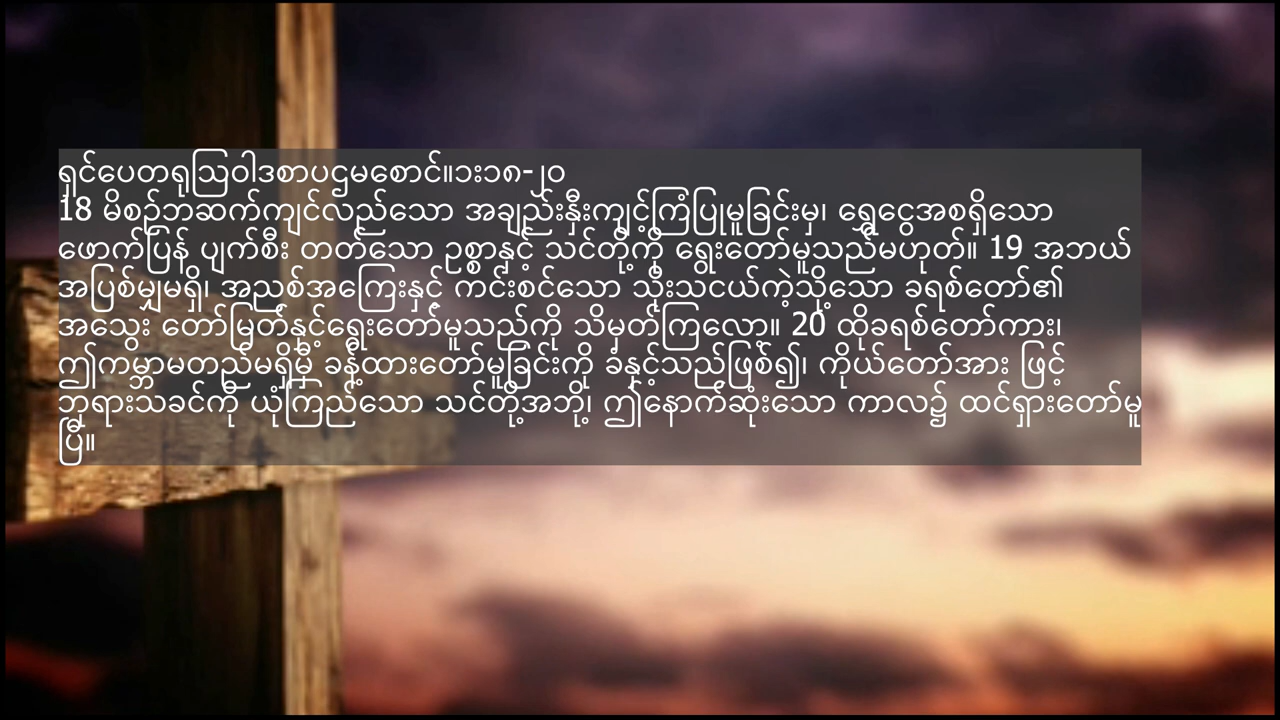 ရှင်ပေတရုဩဝါဒစာပဌမစောင်။၁း၁၈-၂၀
18 မိစဉ်ဘဆက်ကျင်လည်သော အချည်းနှီးကျင့်ကြံပြုမူခြင်းမှ၊ ရွှေငွေအစရှိသော
ဖောက်ပြန် ပျက်စီး တတ်သော ဥစ္စာနှင့် သင်တို့ကို ရွေးတော်မူသည်မဟုတ်။ 19 အဘယ်
အပြစ်မျှမရှိ၊ အညစ်အကြေးနှင့် ကင်းစင်သော သိုးသငယ်ကဲ့သို့သော ခရစ်တော်၏
အသွေး တော်မြတ်နှင့်ရွေးတော်မူသည်ကို သိမှတ်ကြလော့။ 20 ထိုခရစ်တော်ကား၊
ဤကမ္ဘာမတည်မရှိမှီ ခန့်ထားတော်မူခြင်းကို ခံနှင့်သည်ဖြစ်၍၊ ကိုယ်တော်အား ဖြင့်
ဘုရားသခင်ကို ယုံကြည်သော သင်တို့အဘို့၊ ဤနောက်ဆုံးသော ကာလ၌ ထင်ရှားတော်မူ
ပြီ။